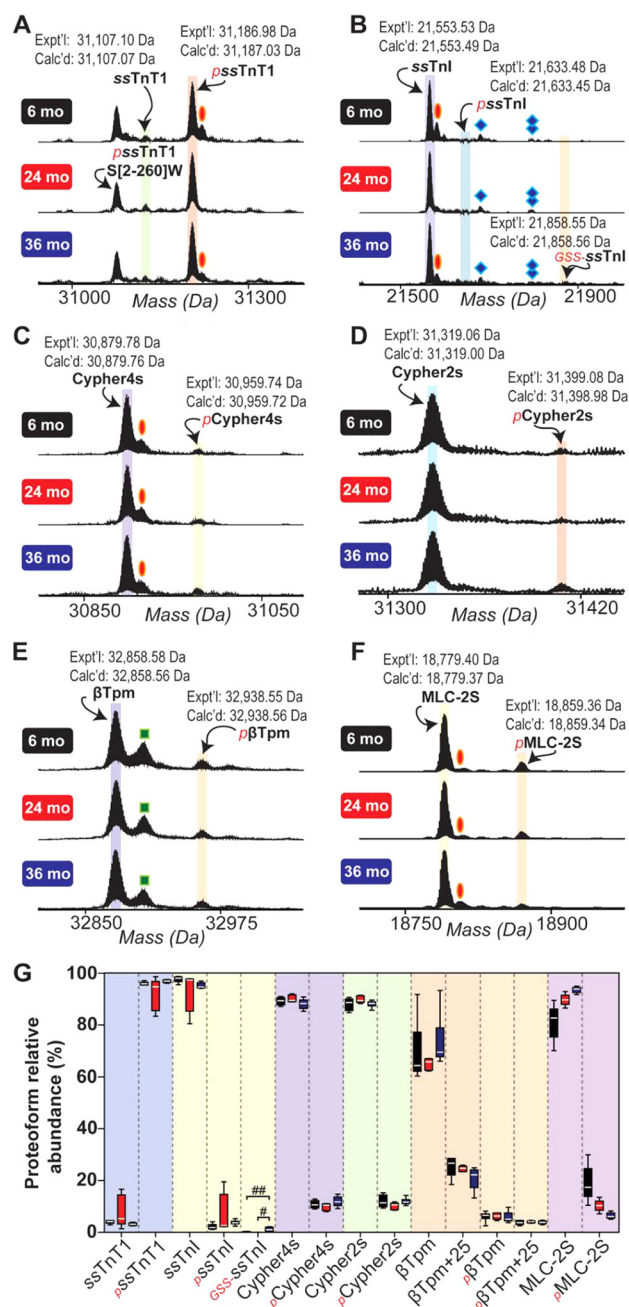 A
Expt'l: 31,107.10 Da
Calc'd: 31,107.07 Da
ssTnT1
Expt'l: 31,186.98 Da
Calc'd: 31,187.03 Da
pssTnT1
6 mo
pssTnT1
S[2-260]W
24 mo
36 mo
31000
Mass (Da)
31300
B
Expt'l: 21,553.53 Da
Calc'd: 21,553.49 Da
ssTnI
Expt'l: 21,633.48 Da
Calc'd: 21,633.45 Da
pssTnI
6 mo
24 mo
Expt'l: 21,858.55 Da
Calc'd: 21,858.56 Da
GSS-ssTnI
36 mo
21500
Mass (Da)
21900
C
Expt'l: 30,879.78 Da
Calc'd: 30,879.76 Da
Cypher4s
Expt'l: 30,959.74 Da
Calc'd: 30,959.72 Da
pCypher4s
6 mo
24 mo
36 mo
30850
Mass (Da)
31050
D
Expt'l: 31,319.06 Da
Calc'd: 31,319.00 Da
Cypher2s
Expt'l: 31,399.08 Da
Calc'd: 31,398.98 Da
pCypher2s
6 mo
24 mo
36 mo
31300
Mass (Da)
31420
E
Expt'l: 32,858.58 Da
Calc'd: 32,858.56 Da
βTpm
Expt'l: 32,938.55 Da
Calc'd: 32,938.56 Da
pβTpm
6 mo
24 mo
36 mo
32850
Mass (Da)
32975
F
Expt'l: 18,779.40 Da
Calc'd: 18,779.37 Da
MLC-2S
Expt'l: 18,859.36 Da
Calc'd: 18,859.34 Da
pMLC-2S
6 mo
24 mo
36 mo
18750
Mass (Da)
18900
G
Proteoform relative
abundance (%)
100
80
60
40
20
0
##
#
ssTnT1
pssTnT1
ssTnI
pssTnI
GSS-ssTnI
Cypher4s
pCypher4s
Cypher2s
pCypher2s
βTpm
βTpm+25
pβTpm
pβTpm+25
MLC-2S
pMLC-2S